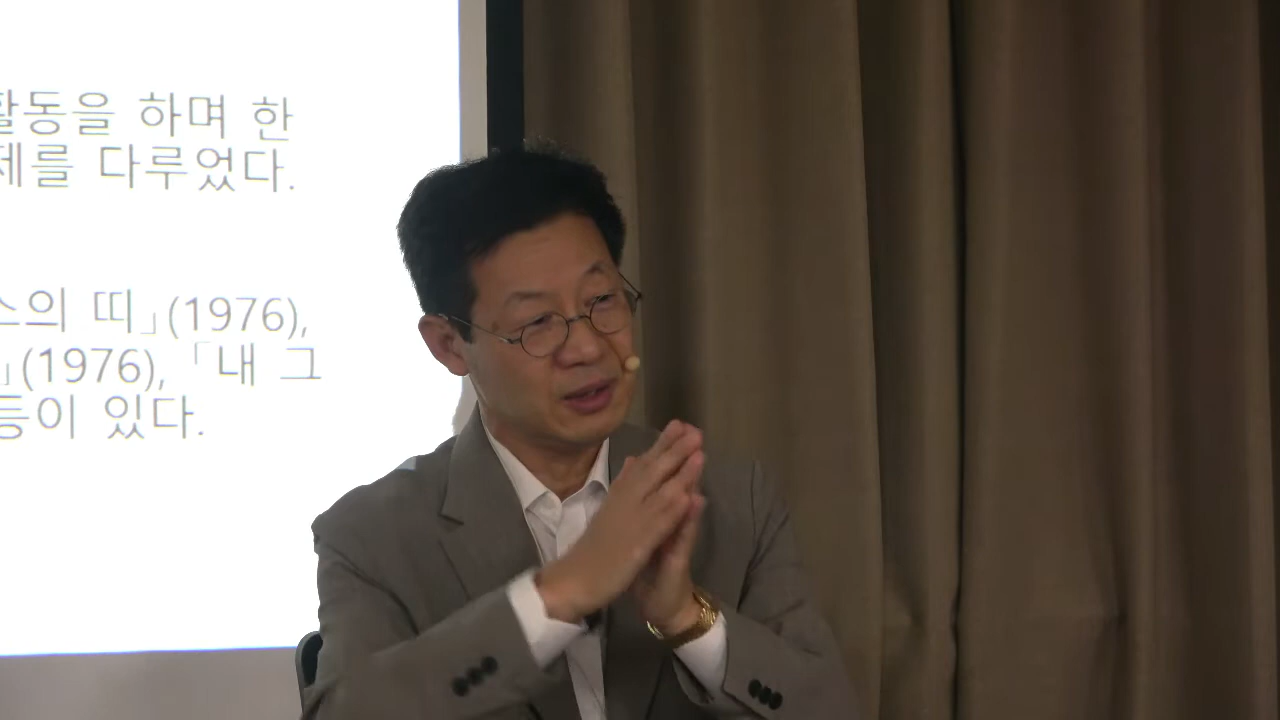 활동을 하며 한
제를 다루었다.
스의 띠」(1976),
」(1976), 「내 그
등이 있다.